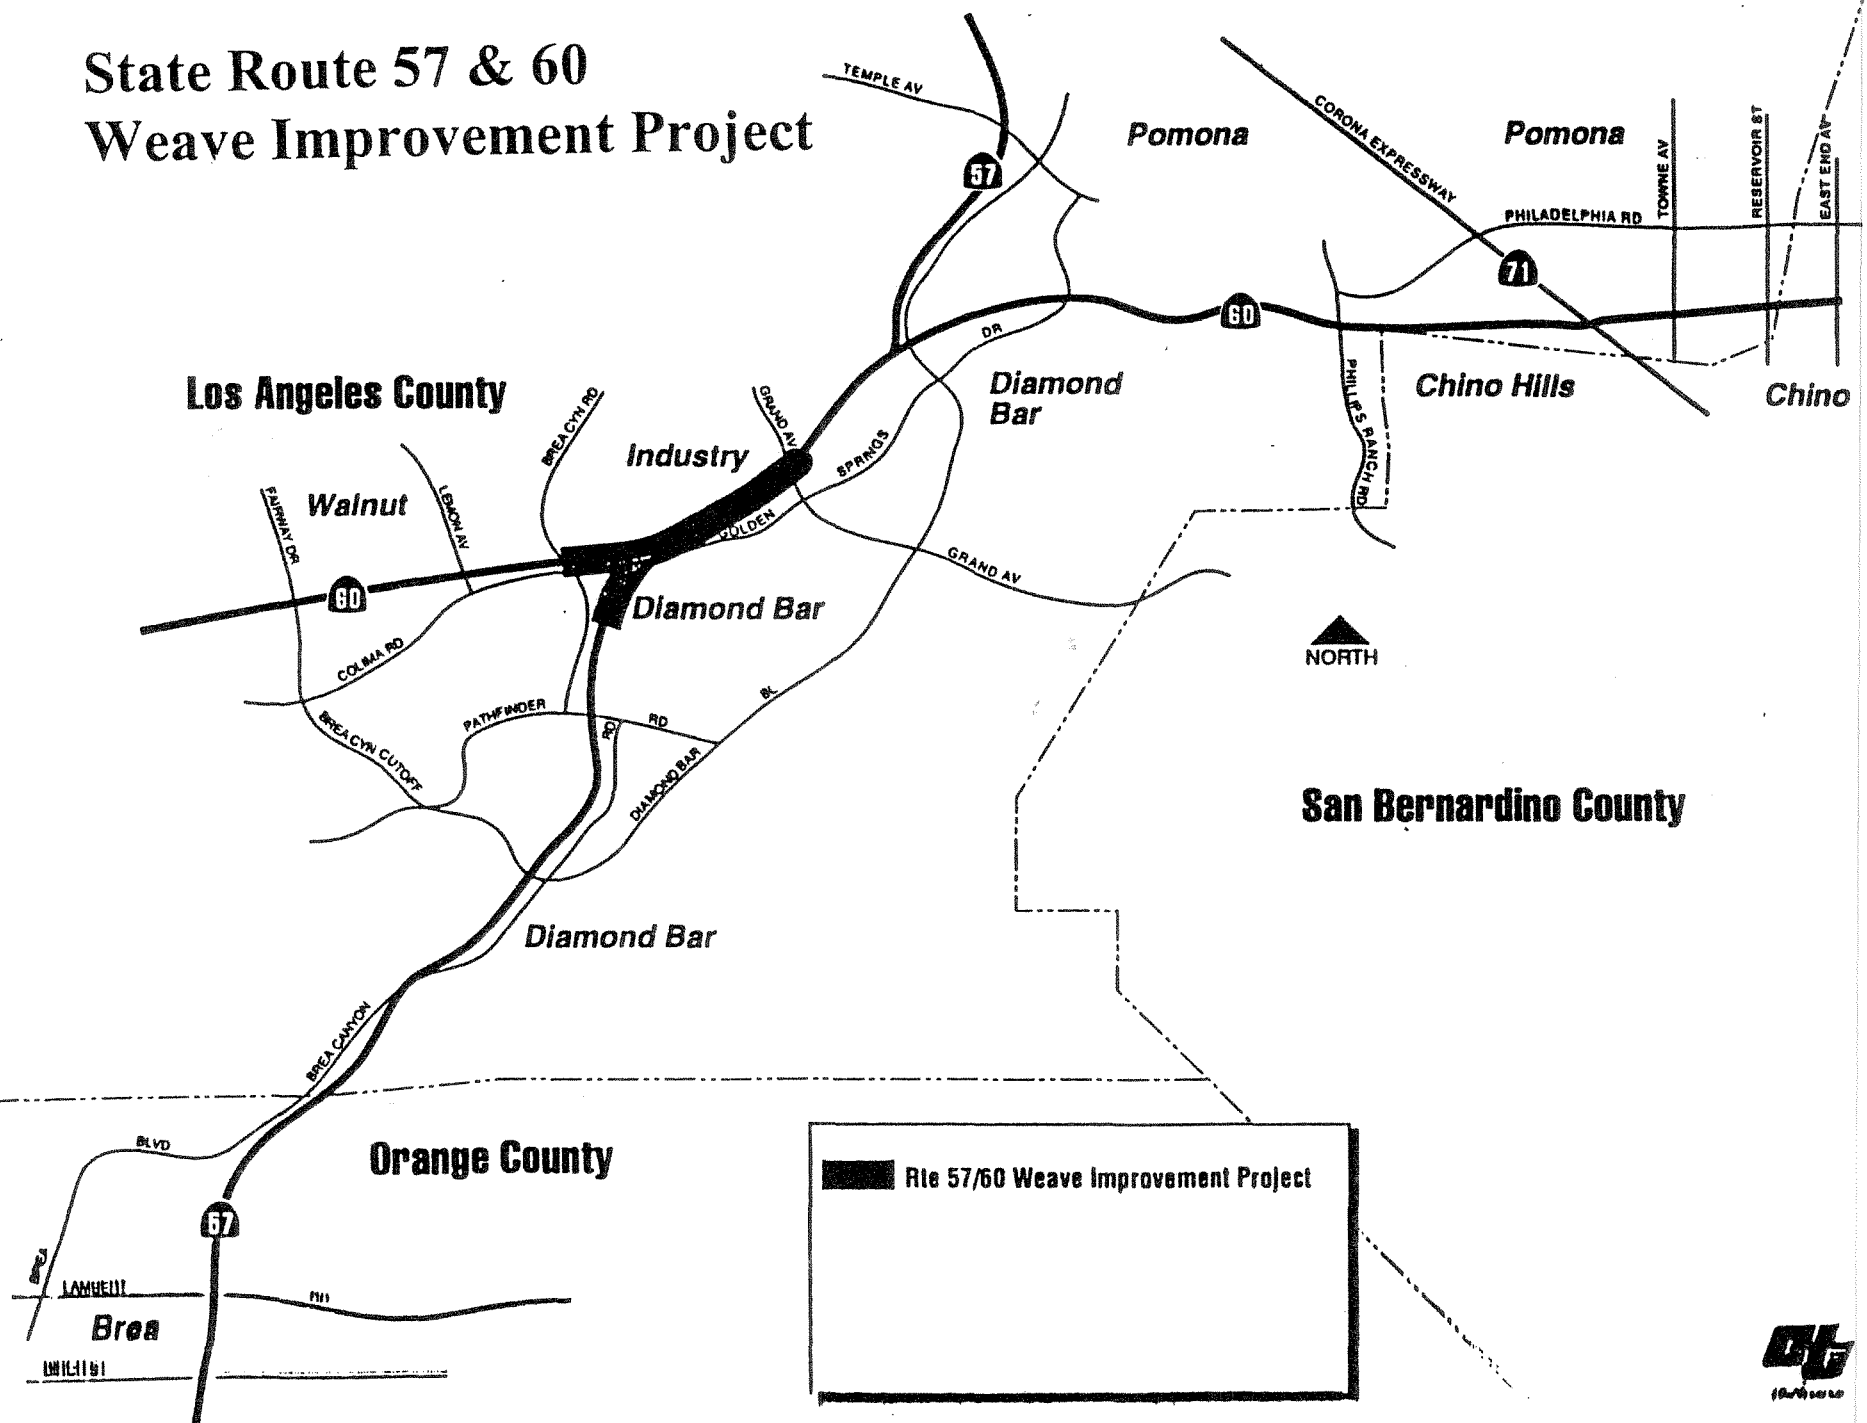 State Route 57 & 60
Weave Improvement Project
TEMPLE AV
57
Pomona
CORONA EXPRESSWAY
Pomona
TOWNE AV
RESERVOIR ST
EAST END AV
PHILADELPHIA RD
71
60
DR
Los Angeles County
BREA CYN RD
GRAND AV
Diamond
Bar
PHILLIPS RANCH RD
Chino Hills
Chino
Industry
SPRINGS
Walnut
FAIRWAY DR
LEMON AV
GOLDEN
GRAND AV
60
Diamond Bar
NORTH
COLIMA RD
BL
BREA CYN CUTOFF
PATHFINDER
RD
RD
DIAMOND BAR
San Bernardino County
Diamond Bar
BREA CANYON
BLVD
Orange County
Rte 57/60 Weave Improvement Project
57
BREA
LAMBERT
RD
Brea